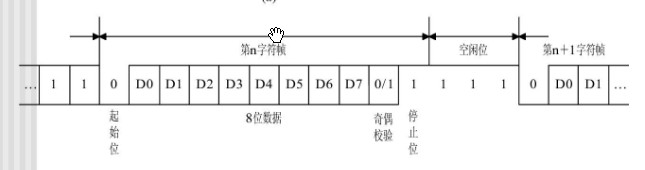 第n字符帧 空闲位 第n+1字符帧
… 1 1 0 D0 D1 D2 D3 D4 D5 D6 D7 0/1 1 1 1 1 0 D0 D1 …
起始位 8位数据 奇偶校验 停止位